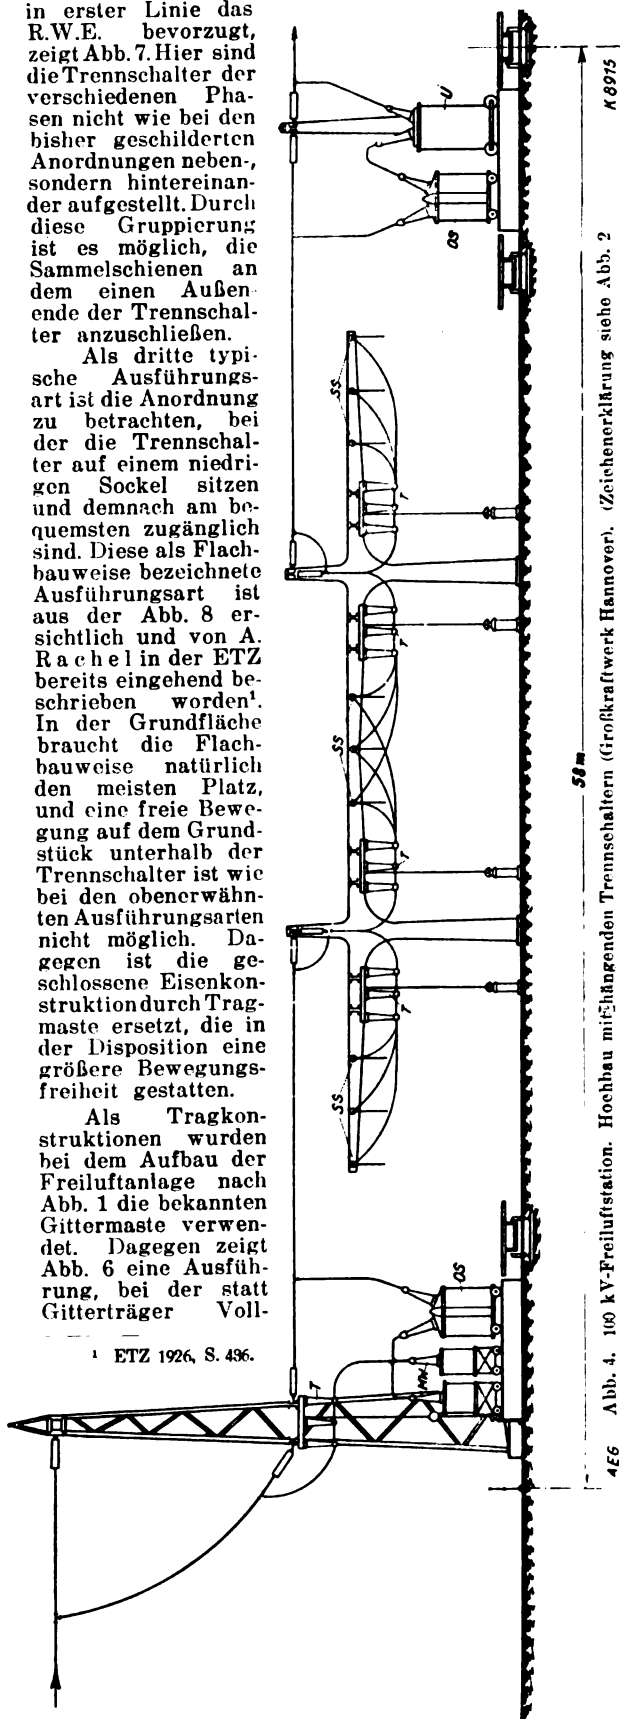 in erster Linie das
R.W.E. bevorzugt,
zeigt Abb. 7. Hier sind
die Trennschalter der
verschiedenen Pha-
sen nicht wie bei den
bisher geschilderten
Anordnungen neben-,
sondern hintereinan-
der aufgestellt. Durch
diese Gruppierung
ist es möglich, die
Sammelschienen an
dem einen Außen
ende der Trennschal-
ter anzuschließen.
Als dritte typi-
sche Ausführungs-
art ist die Anordnung
zu betrachten, bei
der die Trennschal-
ter auf einem niedri-
gen Sockel sitzen
und demnach am be-
quemsten zugänglich
sind. Diese als Flach-
bauweise bezeichnete
Ausführungsart ist
aus der Abb. 8 er-
sichtlich und von A.
Rachel in der ETZ
bereits eingehend be-
schrieben worden¹.
In der Grundfläche
braucht die Flach-
bauweise natürlich
den meisten Platz,
und eine freie Bewe-
gung auf dem Grund-
stück unterhalb der
Trennschalter ist wie
bei den obenerwähn-
ten Ausführungsarten
nicht möglich. Da-
gegen ist die ge-
schlossene Eisenkon-
struktion durch Trag-
maste ersetzt, die in
der Disposition eine
größere Bewegungs-
freiheit gestatten.
Als Tragkon-
struktionen wurden
bei dem Aufbau der
Freiluftanlage nach
Abb. 1 die bekannten
Gittermaste verwen-
det. Dagegen zeigt
Abb. 6 eine Ausfüh-
rung, bei der statt
Gitterträger Voll-
¹ ETZ 1926, S. 436.
U
OS
SS
T
T
SS
T
T
SS
OS
MW
T
58 m
AEG
K 8915
Abb. 4. 100 kV-Freiluftstation. Hochbau mit hängenden Trennschaltern (Großkraftwerk Hannover). (Zeichenerklärung siehe Abb. 2